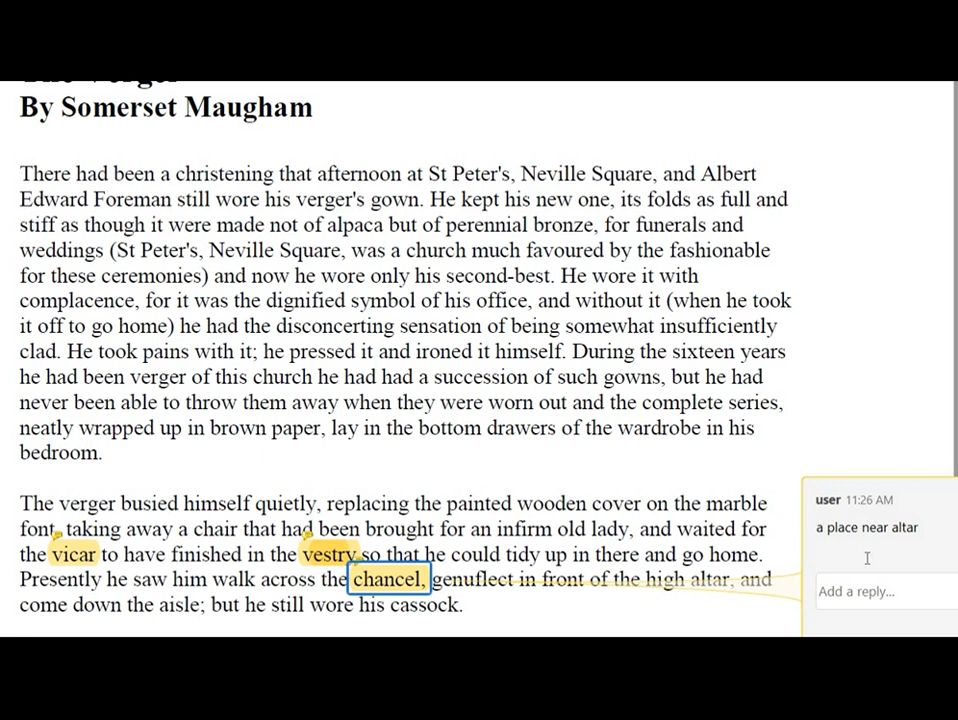 The Verger
By Somerset Maugham
There had been a christening that afternoon at St Peter's, Neville Square, and Albert
Edward Foreman still wore his verger's gown. He kept his new one, its folds as full and
stiff as though it were made not of alpaca but of perennial bronze, for funerals and
weddings (St Peter's, Neville Square, was a church much favoured by the fashionable
for these ceremonies) and now he wore only his second-best. He wore it with
complacence, for it was the dignified symbol of his office, and without it (when he took
it off to go home) he had the disconcerting sensation of being somewhat insufficiently
clad. He took pains with it; he pressed it and ironed it himself. During the sixteen years
he had been verger of this church he had had a succession of such gowns, but he had
never been able to throw them away when they were worn out and the complete series,
neatly wrapped up in brown paper, lay in the bottom drawers of the wardrobe in his
bedroom.
The verger busied himself quietly, replacing the painted wooden cover on the marble
font, taking away a chair that had been brought for an infirm old lady, and waited for
the vicar to have finished in the vestry so that he could tidy up in there and go home.
Presently he saw him walk across the chancel, genuflect in front of the high altar, and
come down the aisle; but he still wore his cassock.
user 11:26 AM
a place near altar
Add a reply...